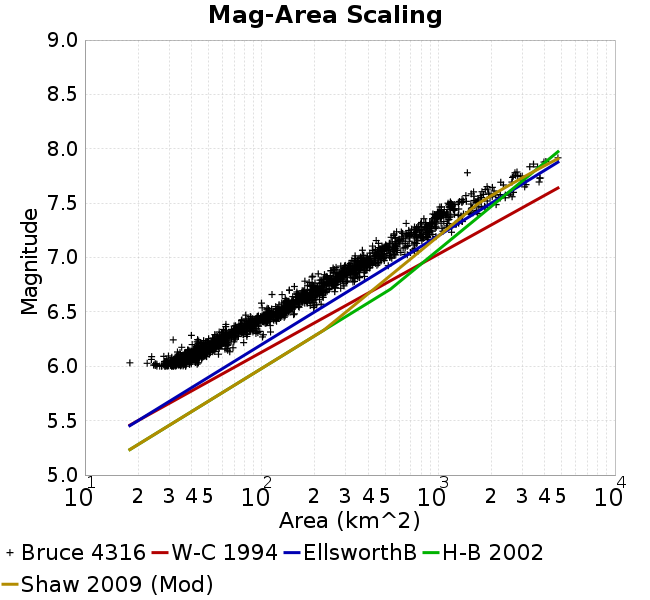 Mag-Area Scaling
9.0
8.5
8.0
7.5
7.0
6.5
6.0
5.5
5.0
Magnitude
10^1 2 3 4 5 10^2 2 3 4 5 10^3 2 3 4 5 10^4
Area (km^2)
Bruce 4316 W-C 1994 EllsworthB H-B 2002
Shaw 2009 (Mod)